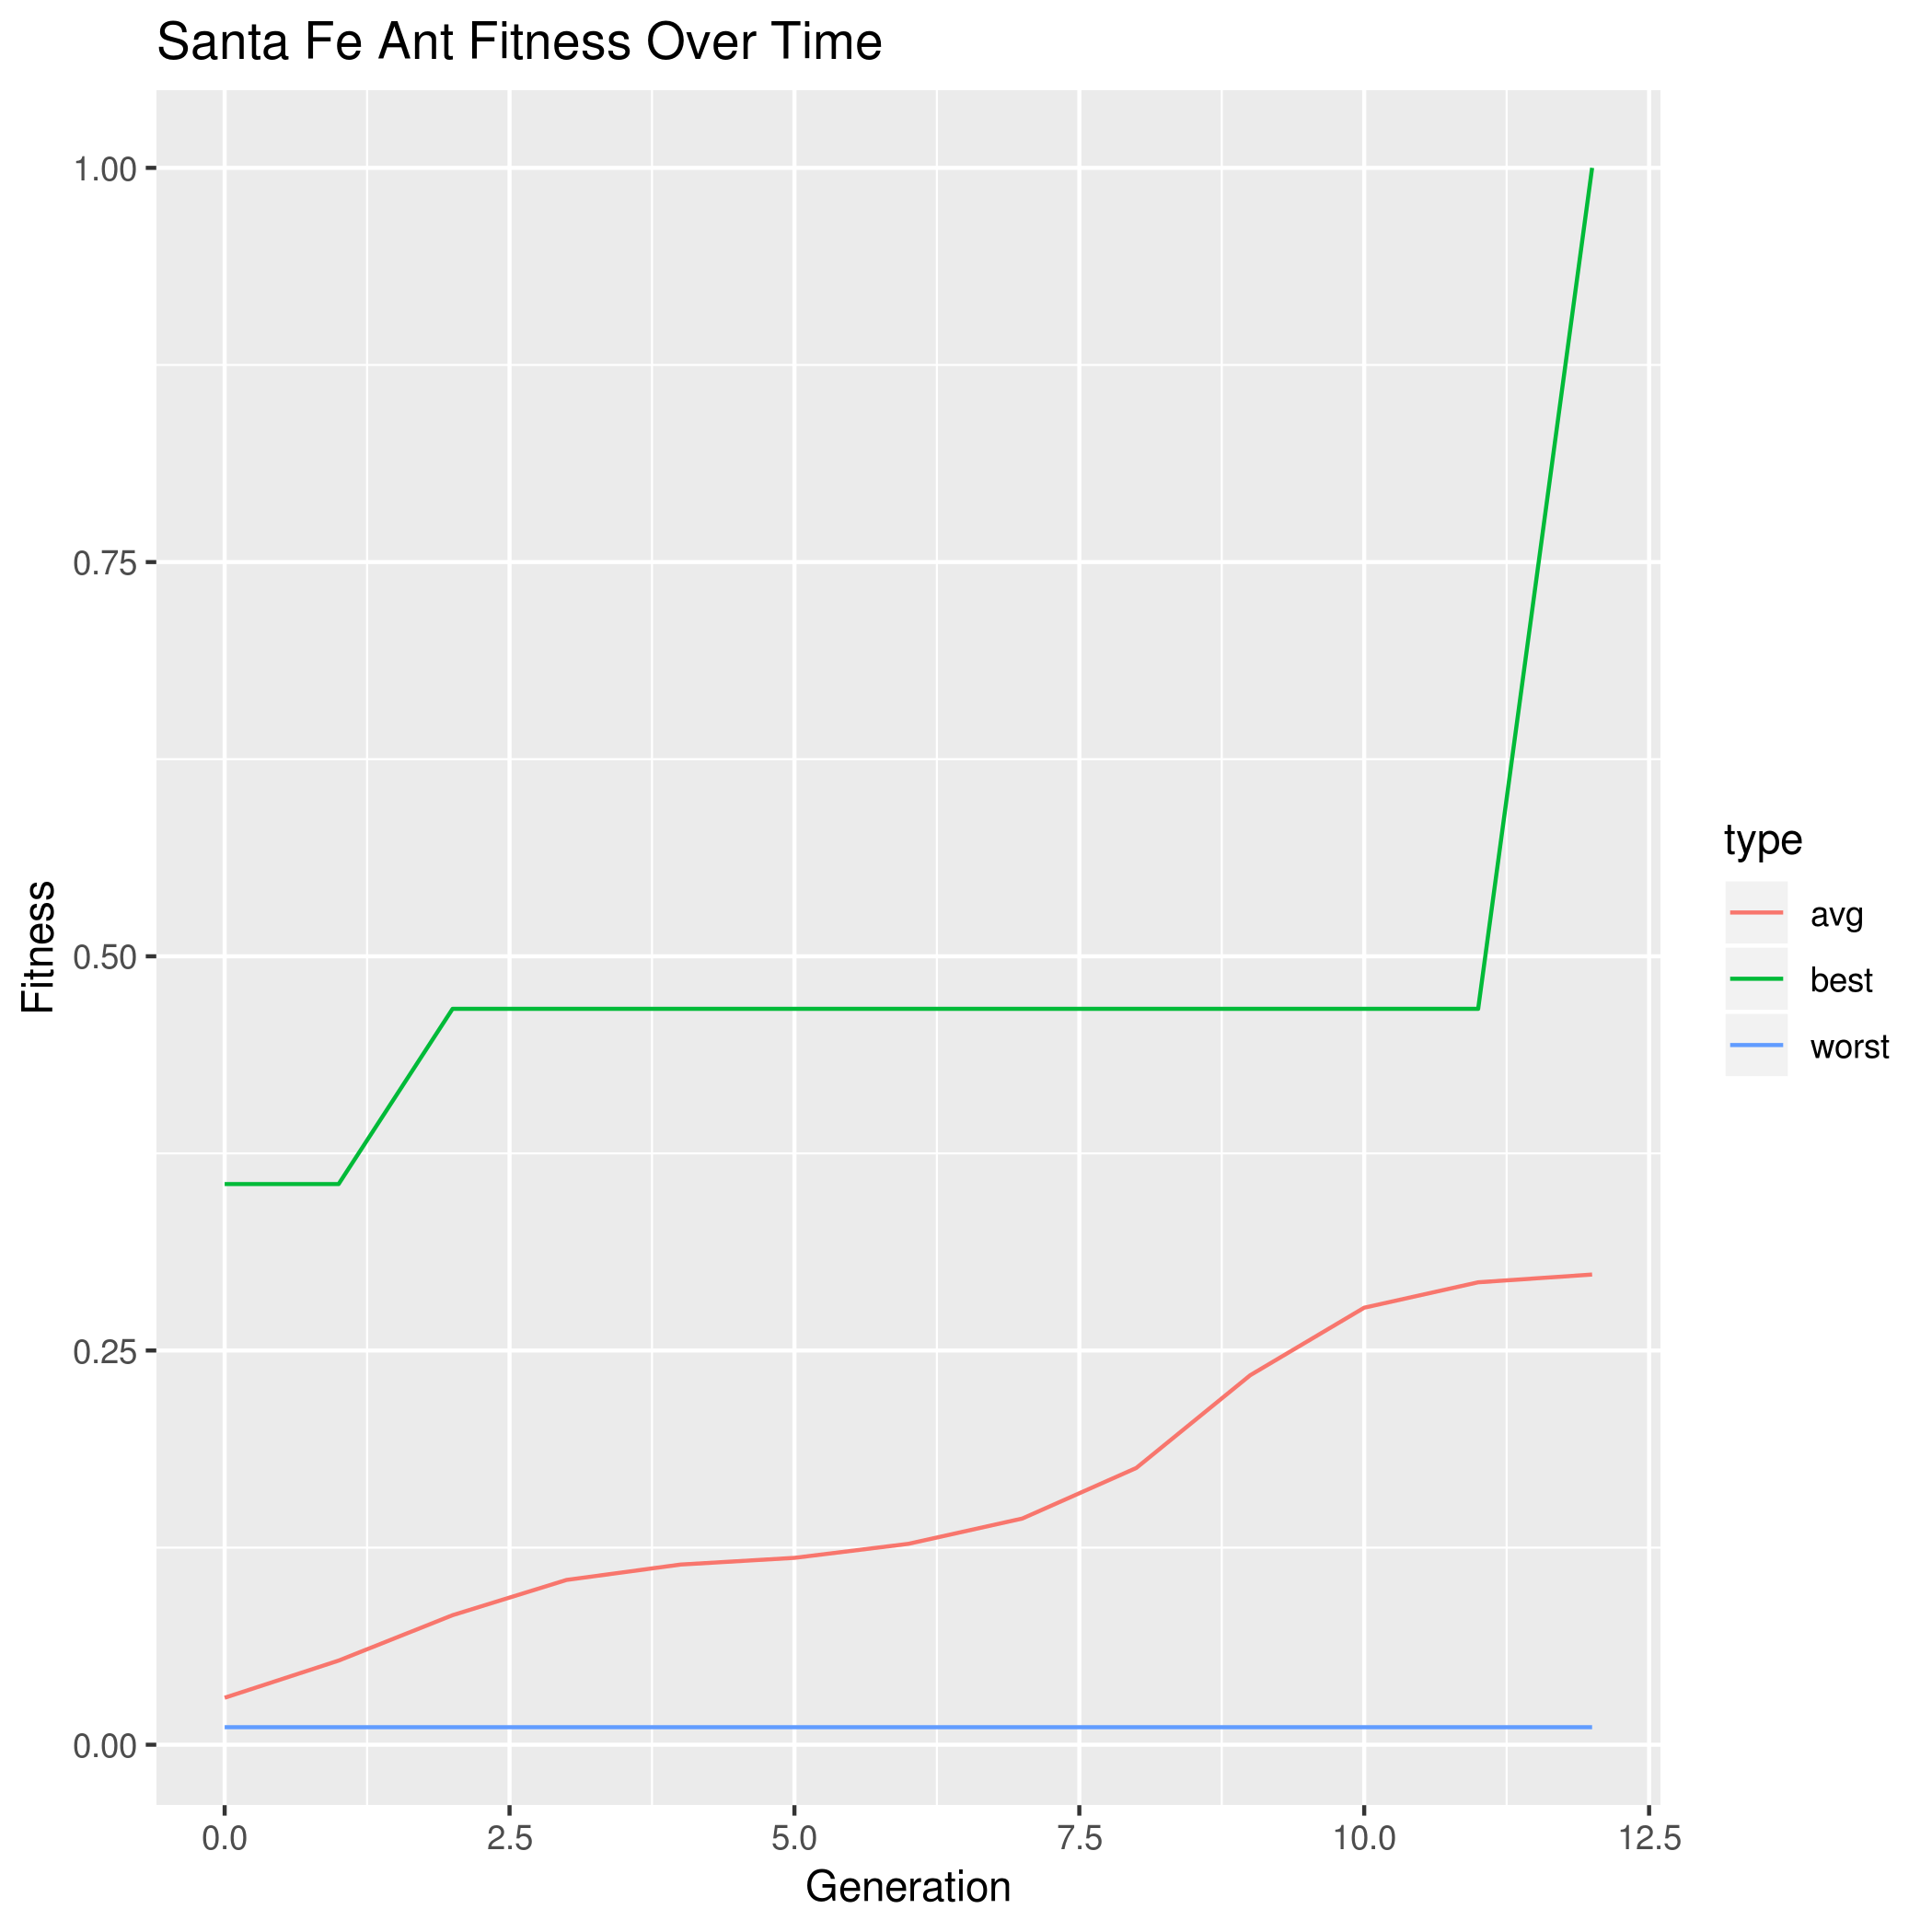 Santa Fe Ant Fitness Over Time
1.00
0.75
0.50
0.25
0.00
Fitness
0.0 2.5 5.0 7.5 10.0 12.5
Generation
type
avg
best
worst